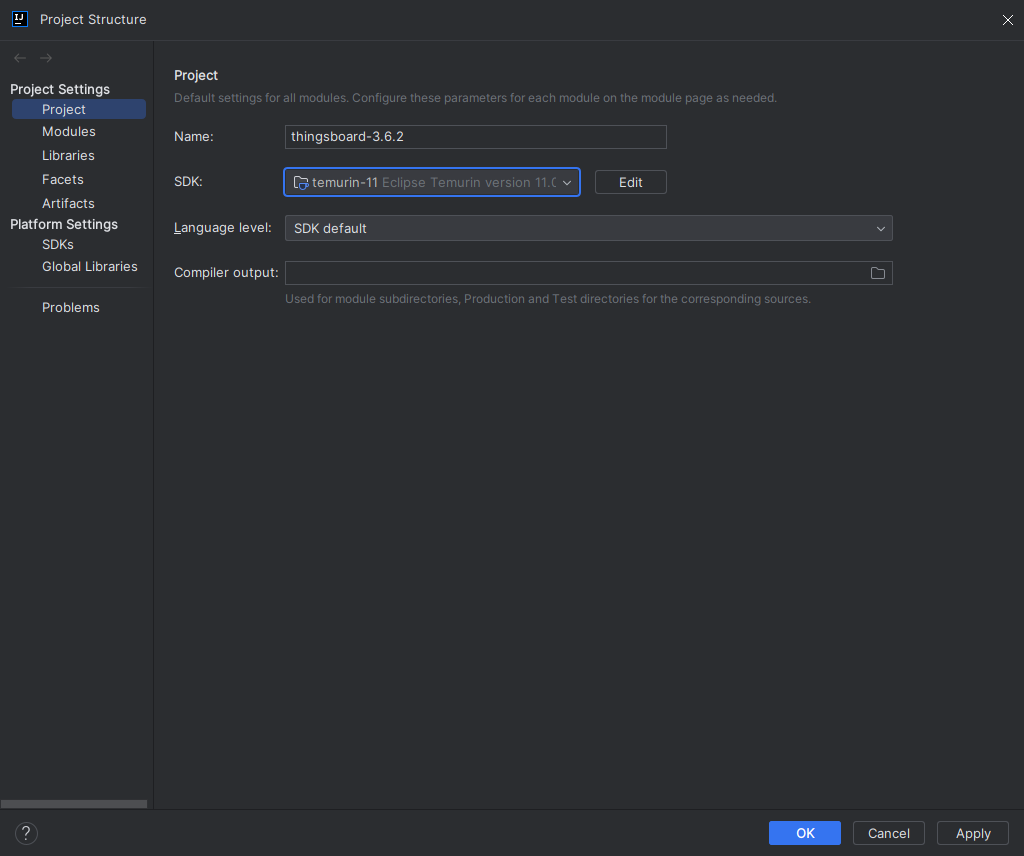 Project Structure
Project Settings
Project
Modules
Libraries
Facets
Artifacts
Platform Settings
SDKs
Global Libraries
Problems
Project
Default settings for all modules. Configure these parameters for each module on the module page as needed.
Name: thingsboard-3.6.2
SDK: temurin-11 Eclipse Temurin version 11.0 Edit
Language level: SDK default
Compiler output:
Used for module subdirectories, Production and Test directories for the corresponding sources.
? OK Cancel Apply